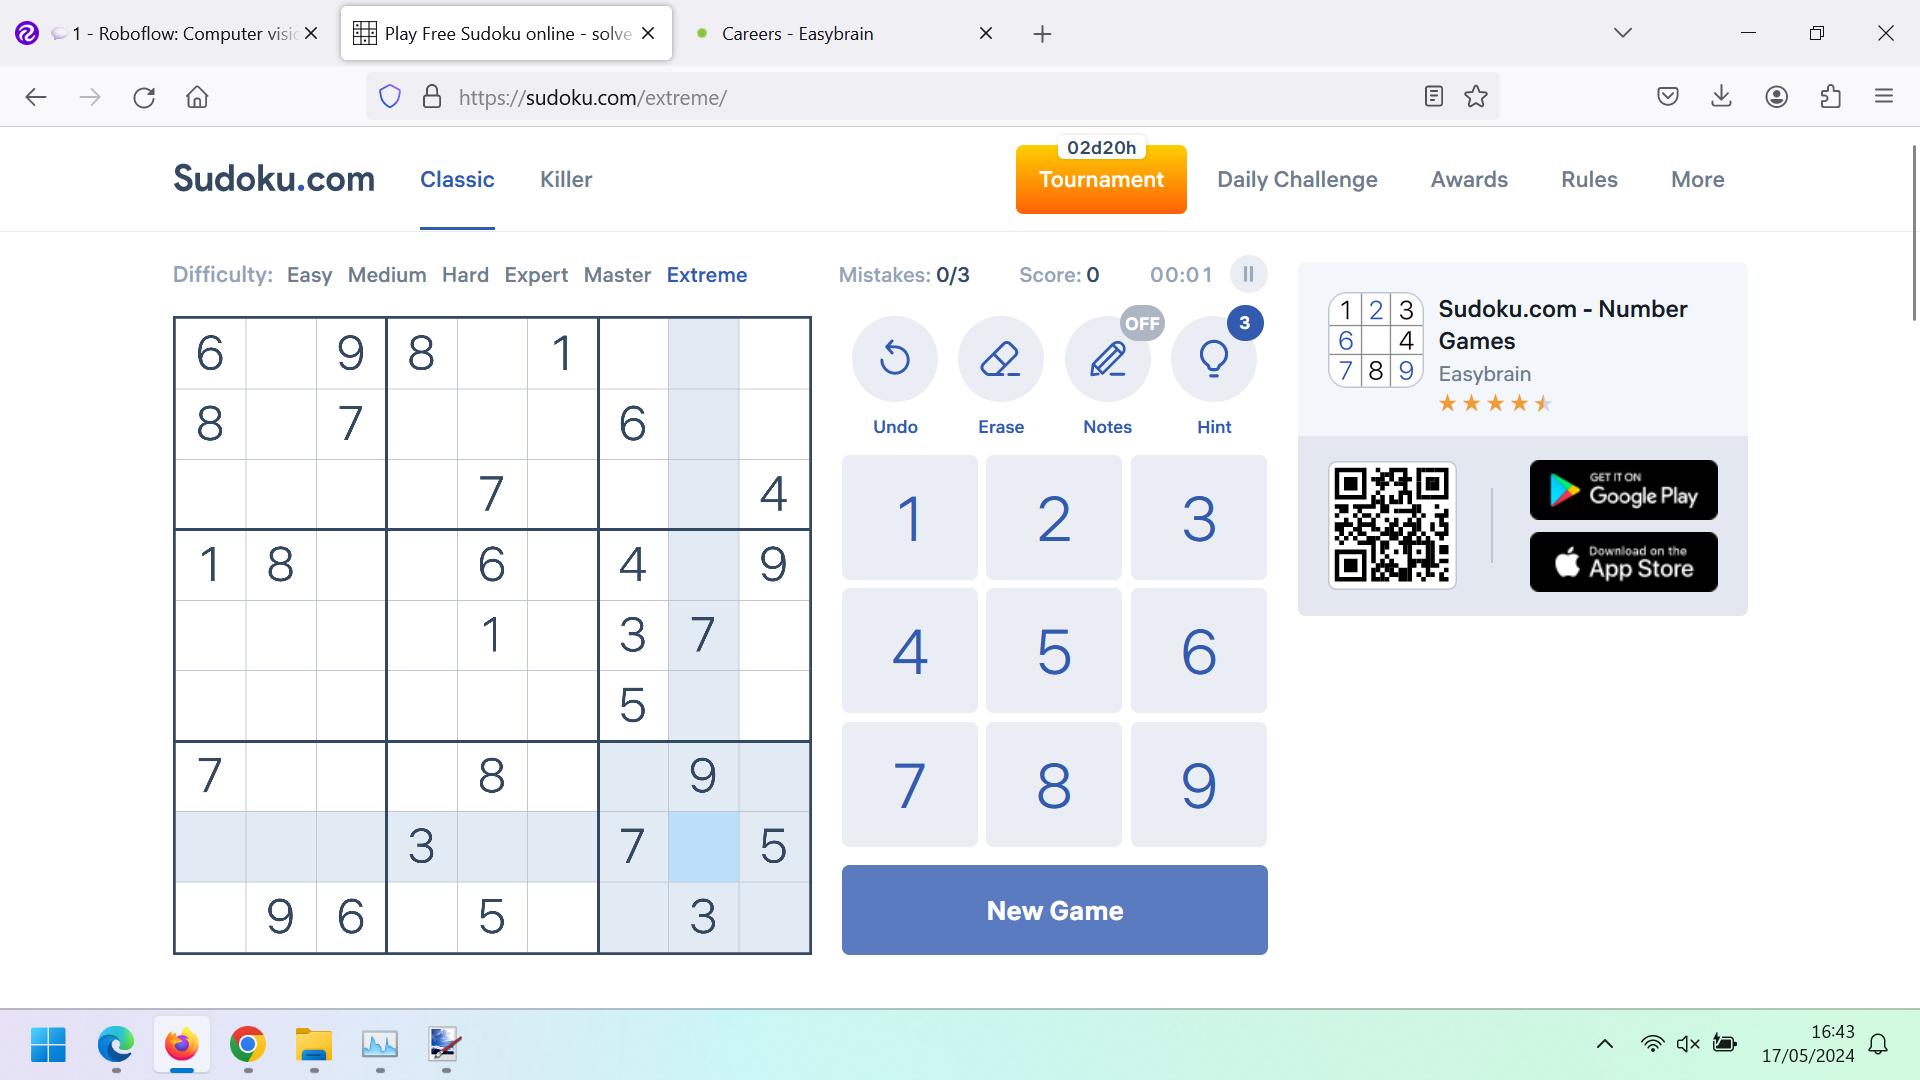 1 - Roboflow: Computer visi
Play Free Sudoku online - solve
Careers - Easybrain
https://sudoku.com/extreme/
Sudoku.com
Classic
Killer
02d20h
Tournament
Daily Challenge
Awards
Rules
More
Difficulty: Easy Medium Hard Expert Master Extreme
Mistakes: 0/3
Score: 0
00:01
6 9 8 1
8 7 6
7 4
1 8 6 4 9
1 3 7
5
7 8 9
3 7 5
9 6 5 3
OFF
3
Undo
Erase
Notes
Hint
1 2 3
4 5 6
7 8 9
New Game
1 2 3
6 4
7 8 9
Sudoku.com - Number
Games
Easybrain
GET IT ON
Google Play
Download on the
App Store
16:43
17/05/2024